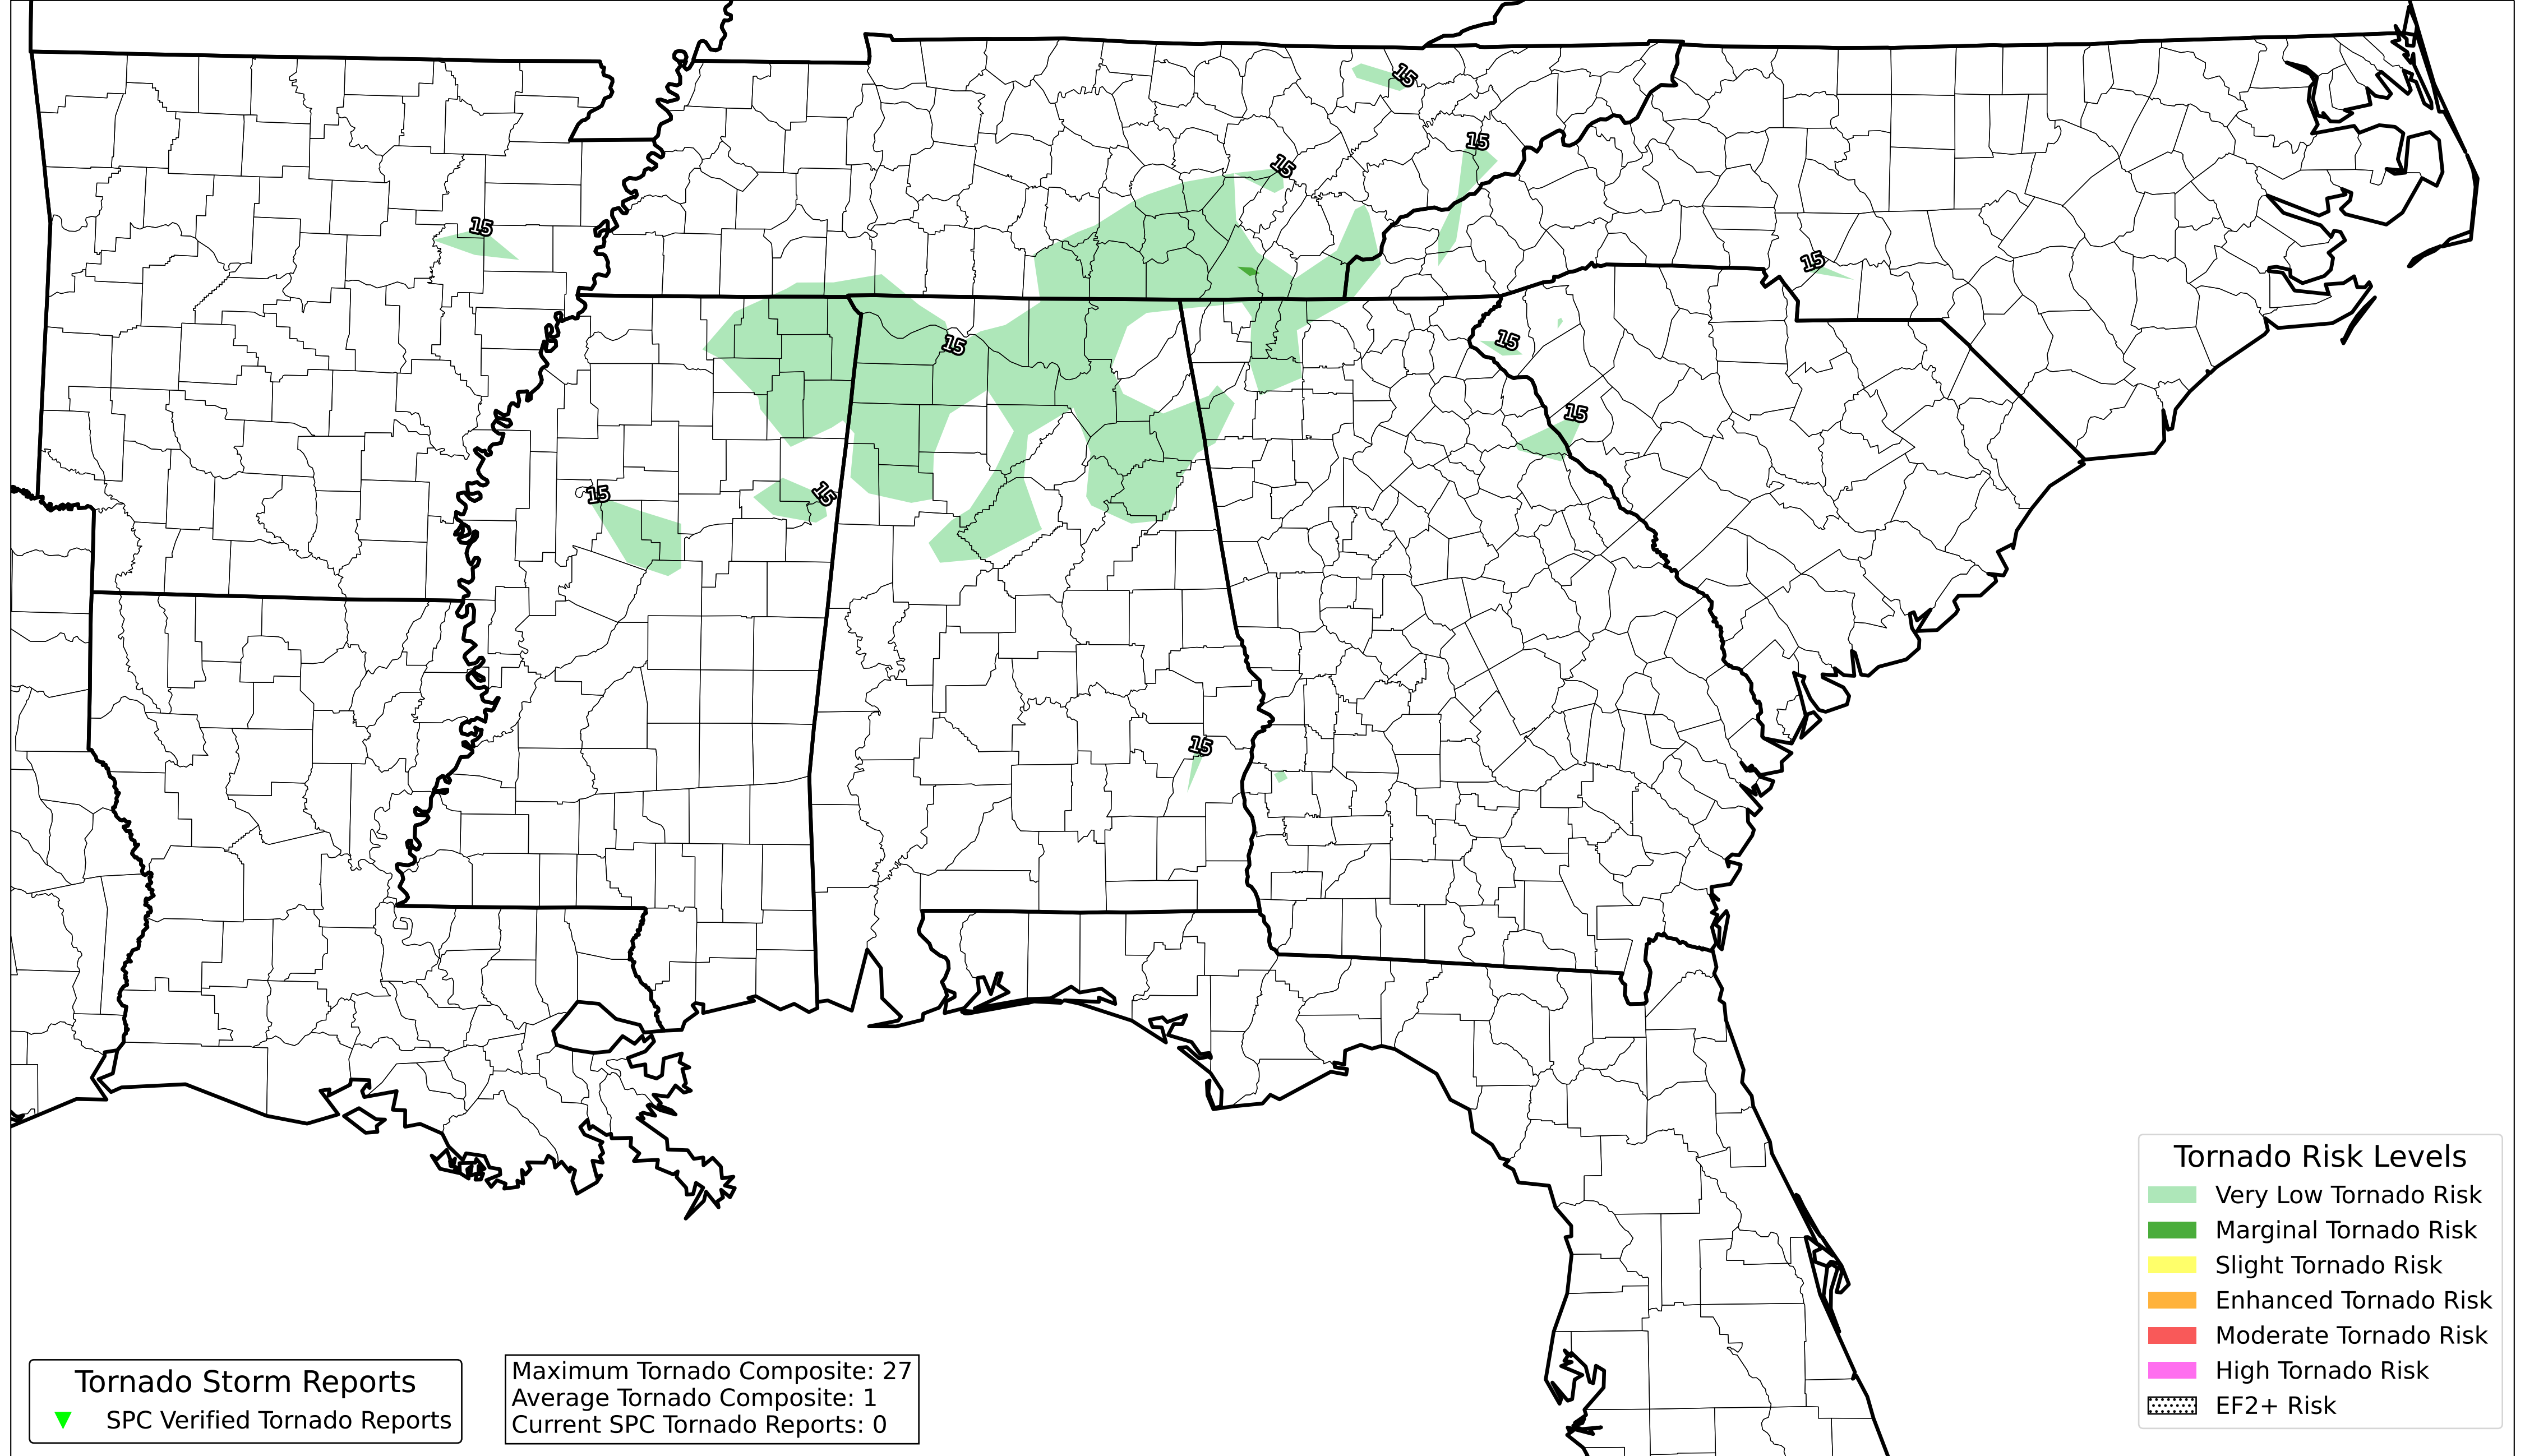 15
15
15
15
15
15
15
15
15
15
15
Tornado Risk Levels
Very Low Tornado Risk
Marginal Tornado Risk
Slight Tornado Risk
Enhanced Tornado Risk
Moderate Tornado Risk
High Tornado Risk
EF2+ Risk
Tornado Storm Reports
SPC Verified Tornado Reports
Maximum Tornado Composite: 27
Average Tornado Composite: 1
Current SPC Tornado Reports: 0